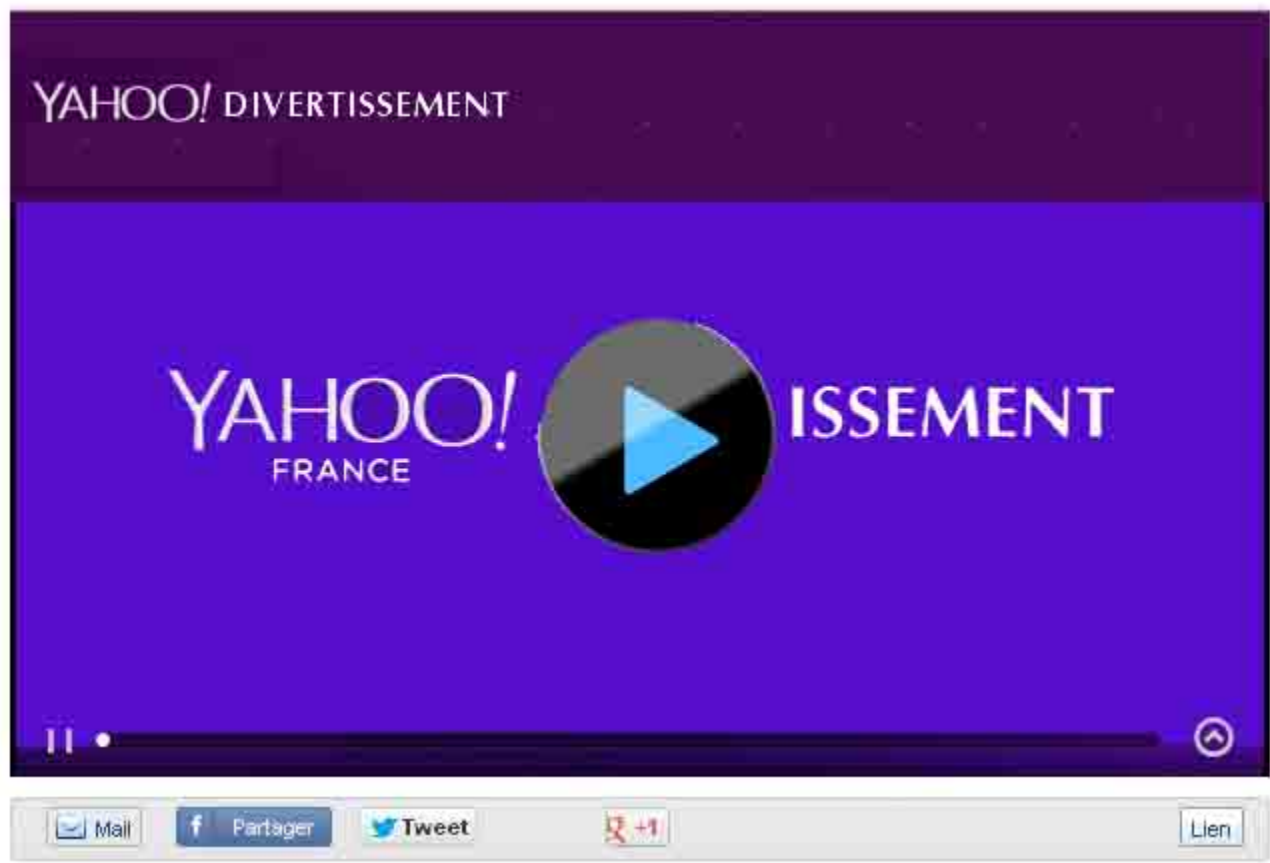 YAHOO! DIVERTISSEMENT
YAHOO! ISSEMENT
FRANCE
Mail f Partager Tweet g +1 Lien